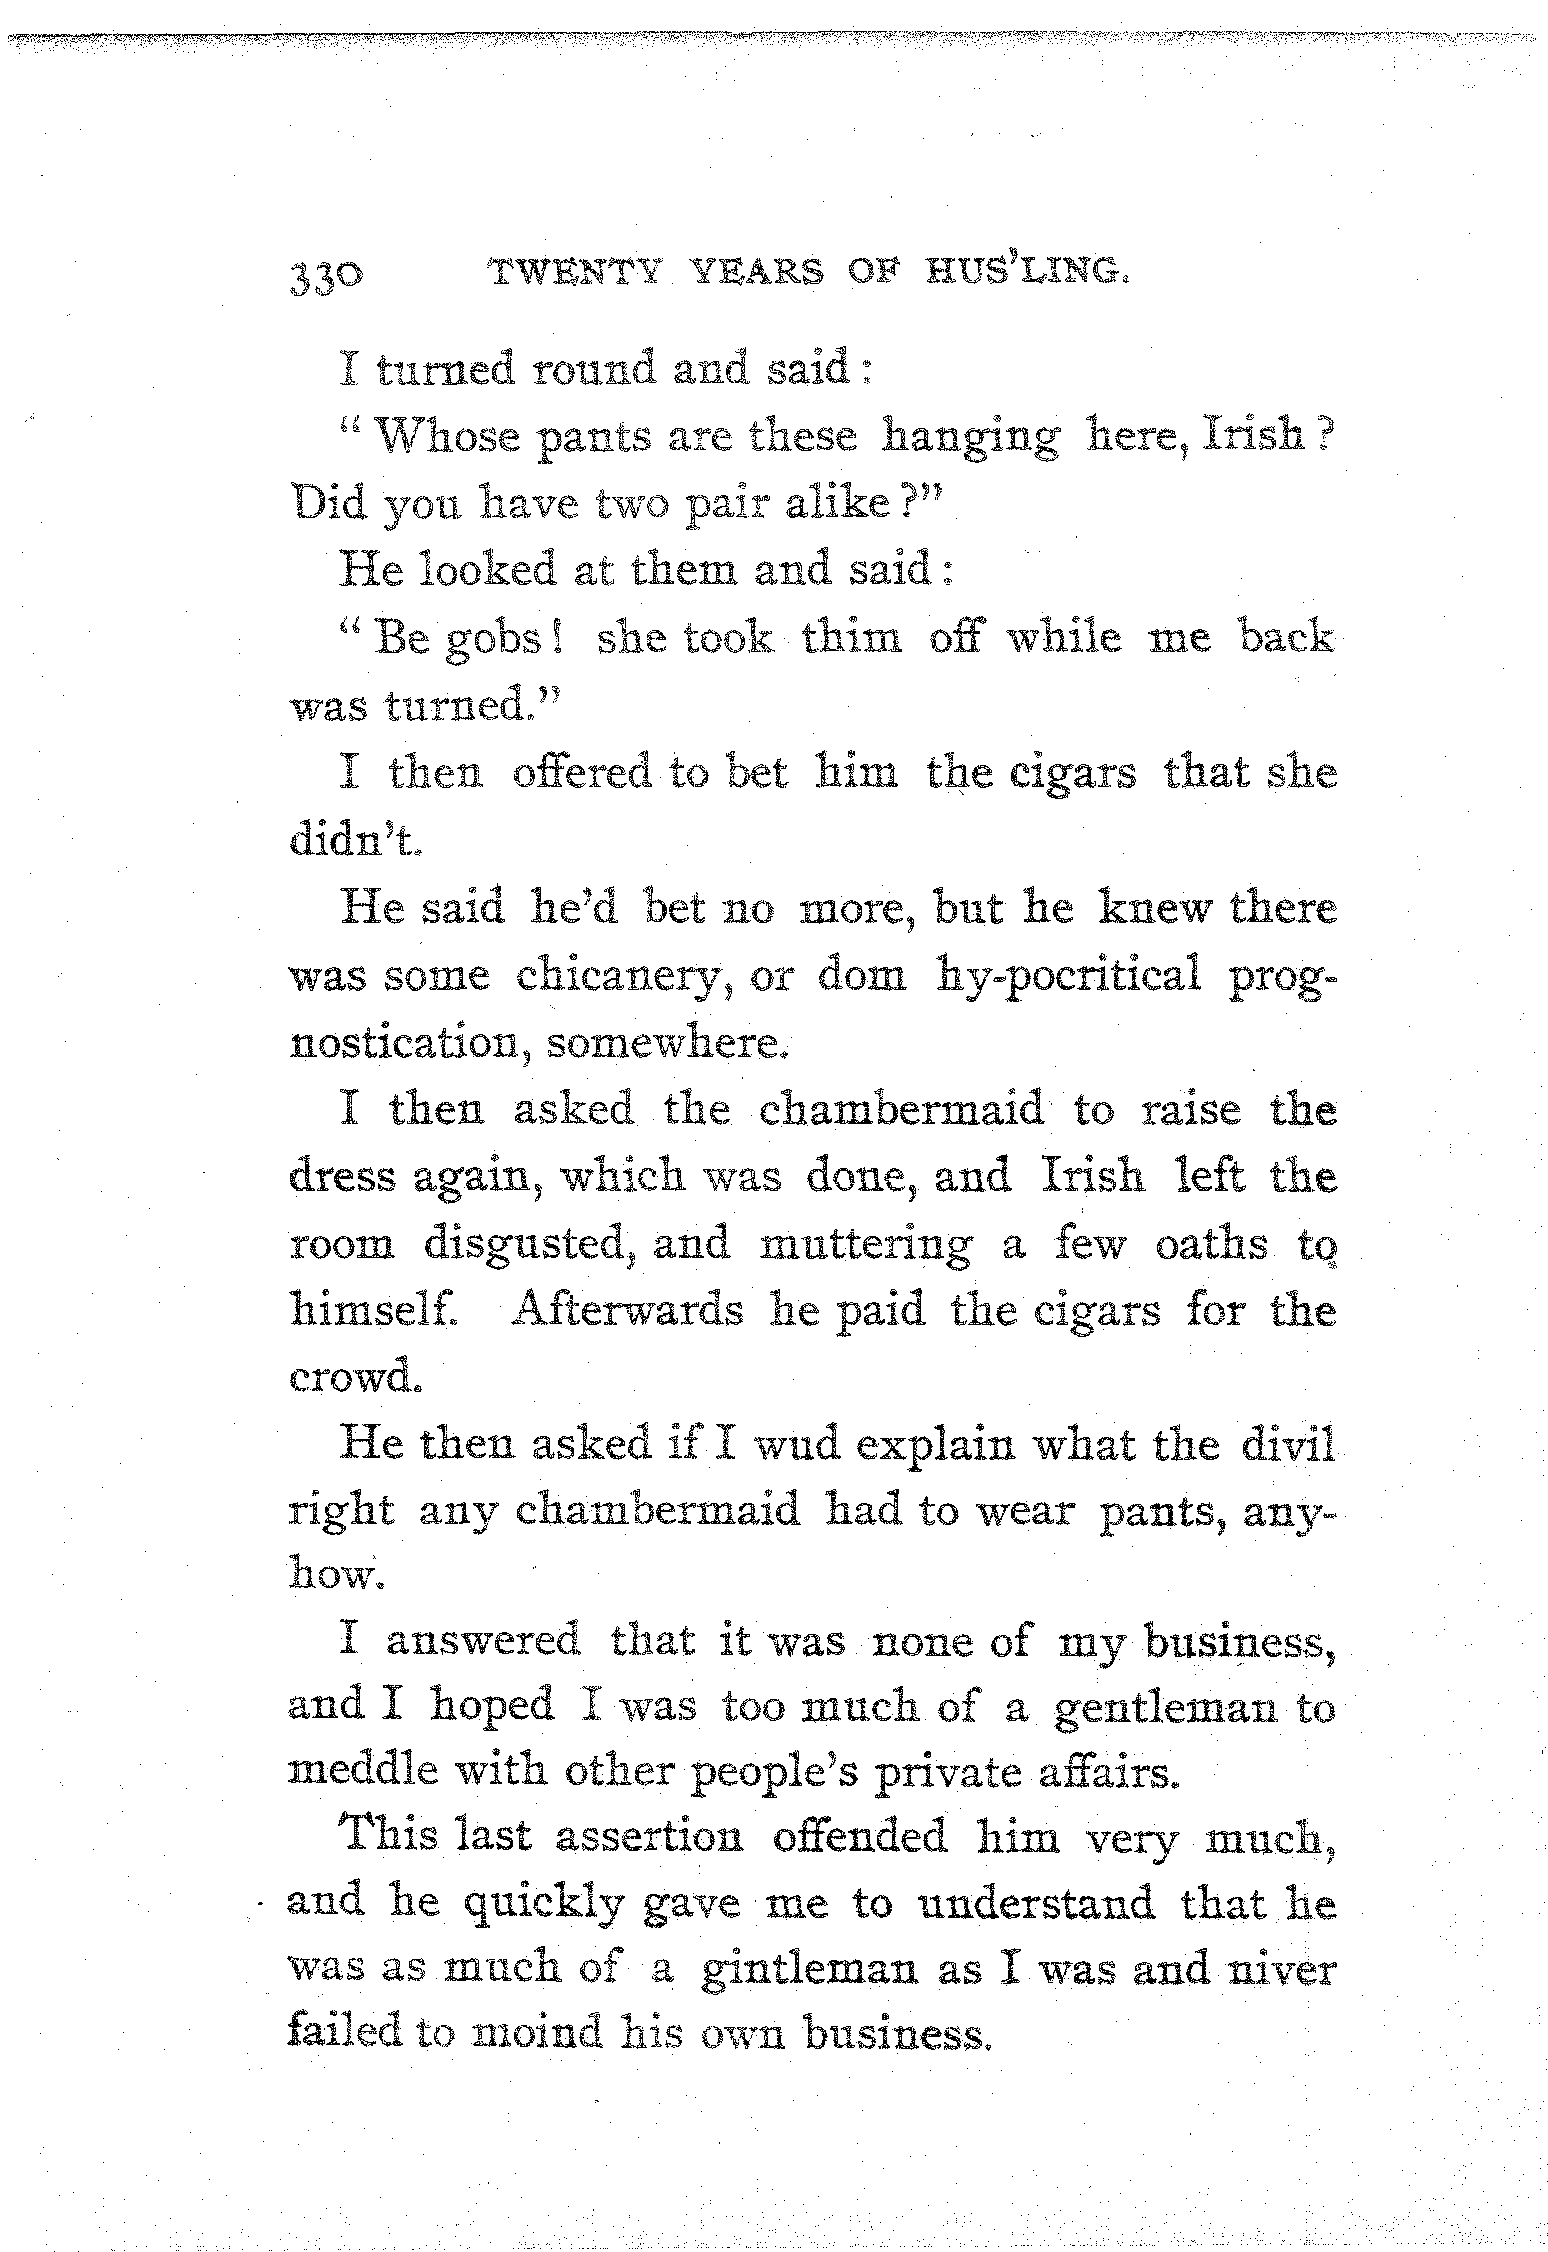 330 TWENTY YEARS OF HUS'LING.
I turned round and said:
"Whose pants are these hanging here, Irish?
Did you have two pair alike?"
He looked at them and said:
"Be gobs! she took thim off while me back
was turned."
I then offered to bet him the cigars that she
didn't.
He said he'd bet no more, but he knew there
was some chicanery, or dom hy-pocritical prog-
nostication, somewhere.
I then asked the chambermaid to raise the
dress again, which was done, and Irish left the
room disgusted, and muttering a few oaths to
himself. Afterwards he paid the cigars for the
crowd.
He then asked if I wud explain what the divil
right any chambermaid had to wear pants, any-
how.
I answered that it was none of my business,
and I hoped I was too much of a gentleman to
meddle with other people's private affairs.
This last assertion offended him very much,
and he quickly gave me to understand that he
was as much of a gintleman as I was and niver
failed to moind his own business.